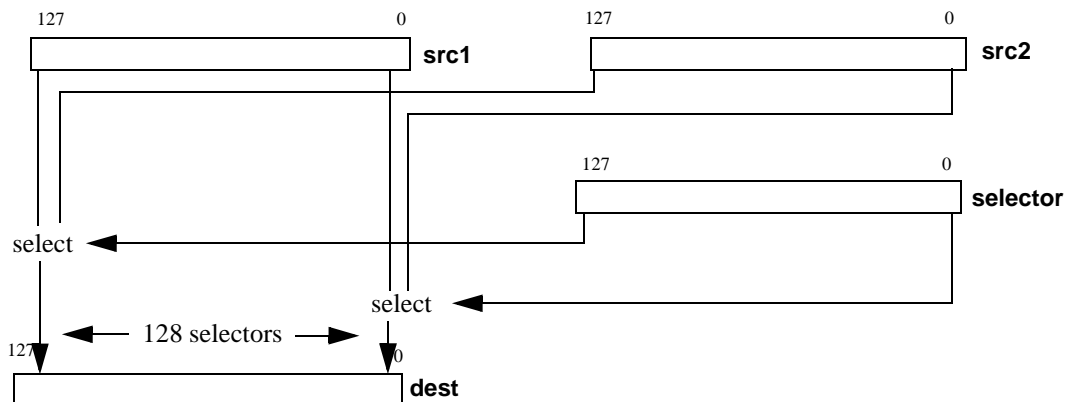 127 0 src1
127 0 src2
127 0 selector
select
select
128 selectors
127 0 dest